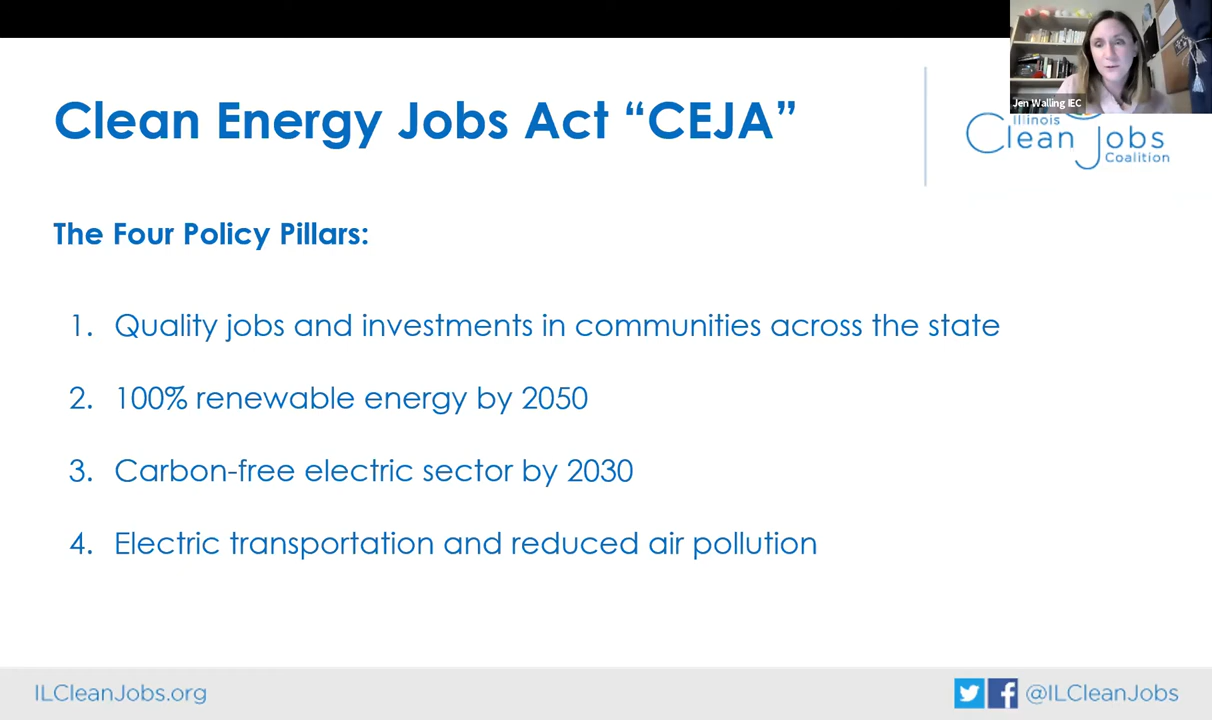 Clean Energy Jobs Act “CEJA”
Jen Walling IEC
Illinois
Clean Jobs
Coalition
The Four Policy Pillars:
1. Quality jobs and investments in communities across the state
2. 100% renewable energy by 2050
3. Carbon-free electric sector by 2030
4. Electric transportation and reduced air pollution
ILCleanJobs.org
@ILCleanJobs